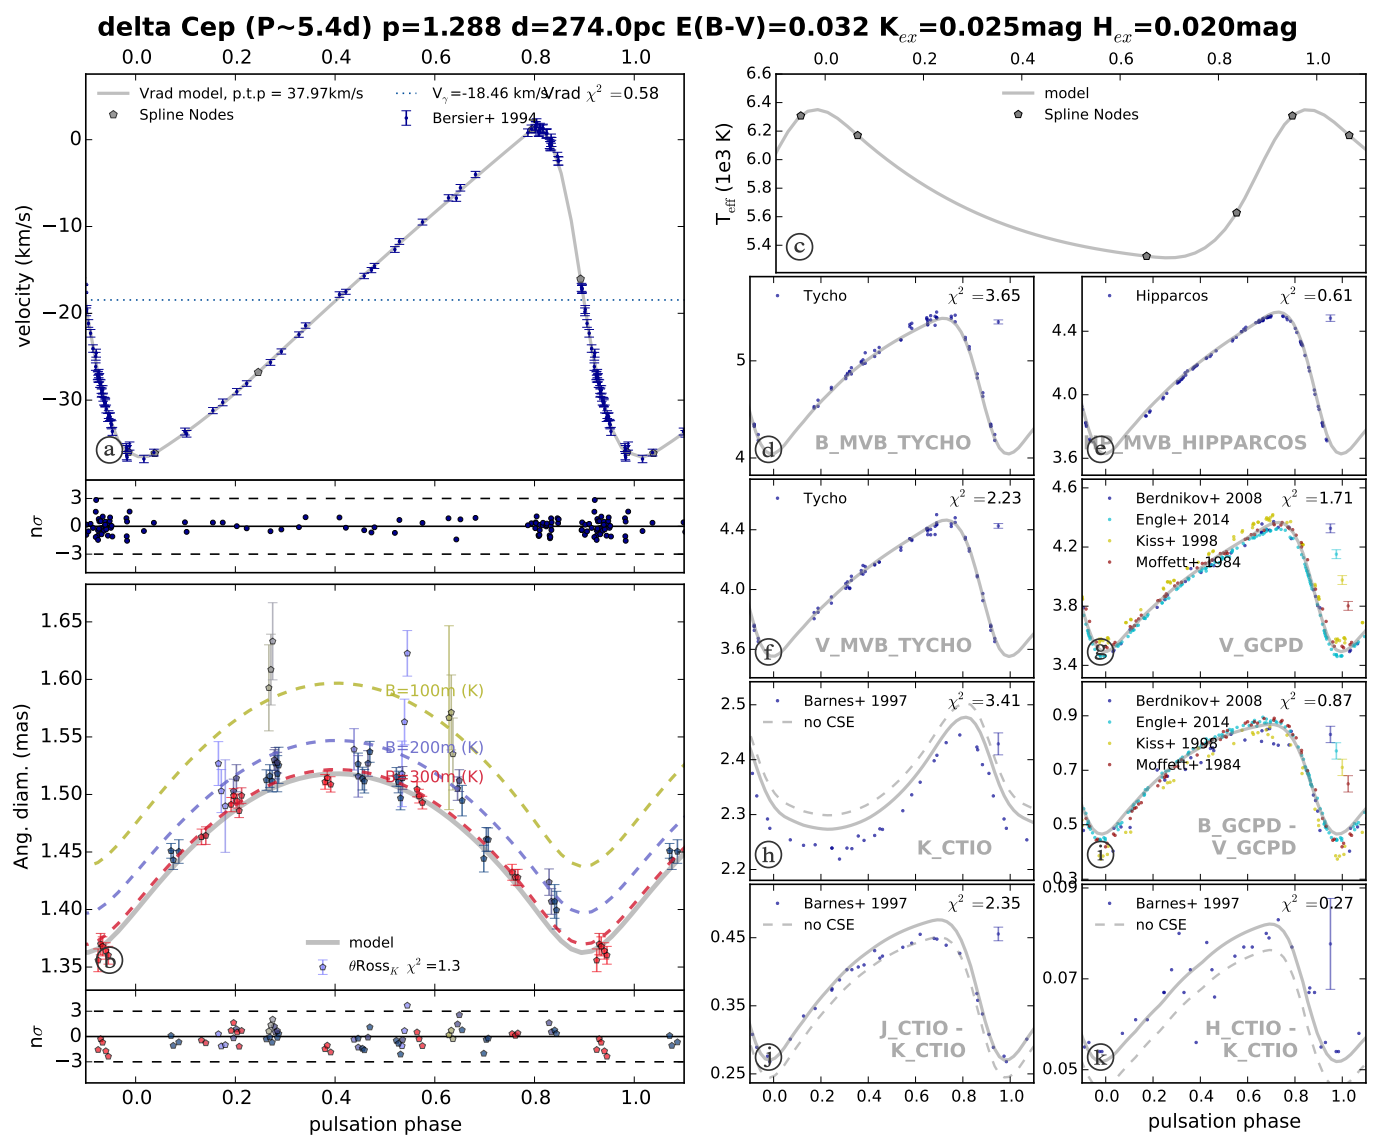 delta Cep (P~5.4d) p=1.288 d=274.0pc E(B-V)=0.032 K_ex=0.025mag H_ex=0.020mag
0.0 0.2 0.4 0.6 0.8 1.0
Vrad model, p.t.p = 37.97km/s
Spline Nodes
V_γ=-18.46 km/s
Bersier+ 1994
Vrad χ² =0.58
velocity (km/s)
0
−10
−20
−30
a
nσ
3
0
−3
Ang. diam. (mas)
1.65
1.60
1.55
1.50
1.45
1.40
1.35
B=100m (K)
B=200m (K)
B=300m (K)
model
θRoss_K χ² =1.3
b
nσ
3
0
−3
0.0 0.2 0.4 0.6 0.8 1.0
pulsation phase
0.0 0.2 0.4 0.6 0.8 1.0
T_eff (1e3 K)
6.6
6.4
6.2
6.0
5.8
5.6
5.4
model
Spline Nodes
c
Tycho
χ² =3.65
5
4
B_MVB_TYCHO
d
Hipparcos
χ² =0.61
4.4
4.0
3.6
_MVB_HIPPARCOS
e
Tycho
χ² =2.23
4.4
4.0
3.6
V_MVB_TYCHO
f
4.6
4.2
3.8
3.4
Berdnikov+ 2008
Engle+ 2014
Kiss+ 1998
Moffett+ 1984
χ² =1.71
V_GCPD
g
2.5
2.4
2.3
2.2
Barnes+ 1997
no CSE
χ² =3.41
K_CTIO
h
0.9
0.7
0.5
0.3
Berdnikov+ 2008
Engle+ 2014
Kiss+ 1998
Moffett+ 1984
χ² =0.87
B_GCPD -
V_GCPD
i
0.45
0.35
0.25
Barnes+ 1997
no CSE
χ² =2.35
J_CTIO -
K_CTIO
j
0.0 0.2 0.4 0.6 0.8 1.0
0.09
0.07
0.05
Barnes+ 1997
no CSE
χ² =0.27
H_CTIO -
K_CTIO
k
0.0 0.2 0.4 0.6 0.8 1.0
pulsation phase